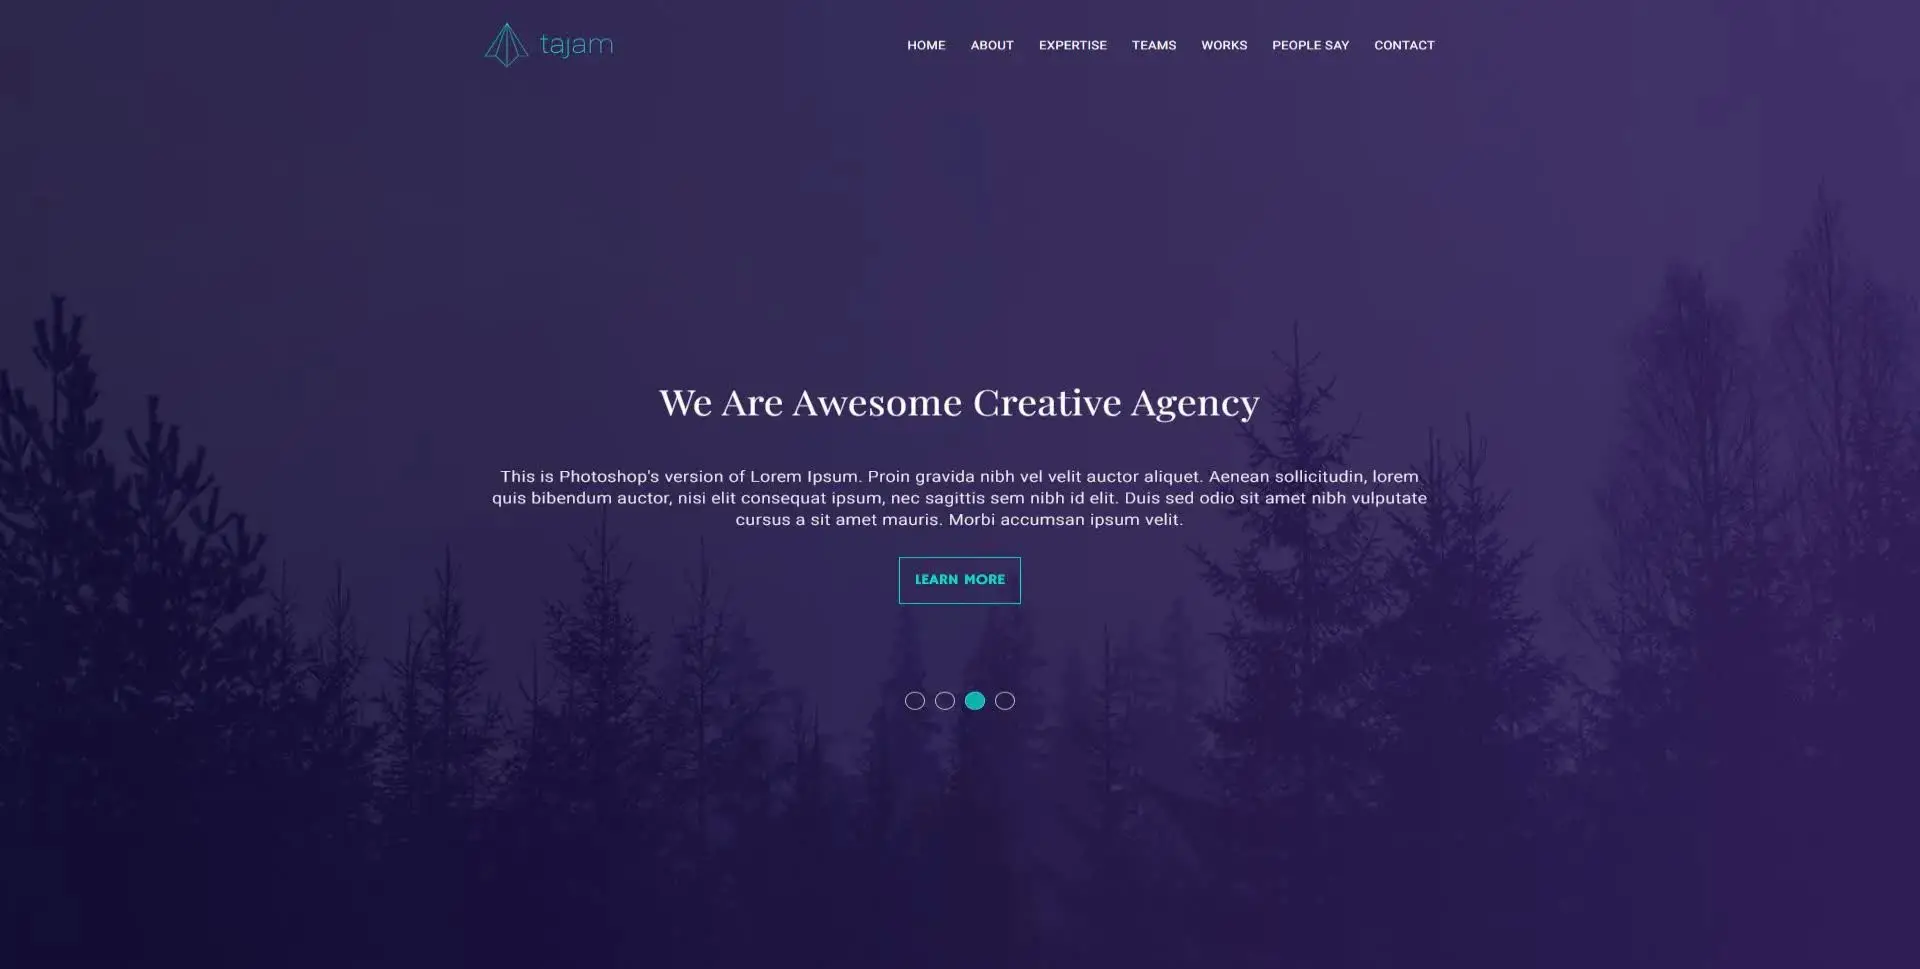 tajam
HOME ABOUT EXPERTISE TEAMS WORKS PEOPLE SAY CONTACT
We Are Awesome Creative Agency
This is Photoshop's version of Lorem Ipsum. Proin gravida nibh vel velit auctor aliquet. Aenean sollicitudin, lorem
quis bibendum auctor, nisi elit consequat ipsum, nec sagittis sem nibh id elit. Duis sed odio sit amet nibh vulputate
cursus a sit amet mauris. Morbi accumsan ipsum velit.
LEARN MORE